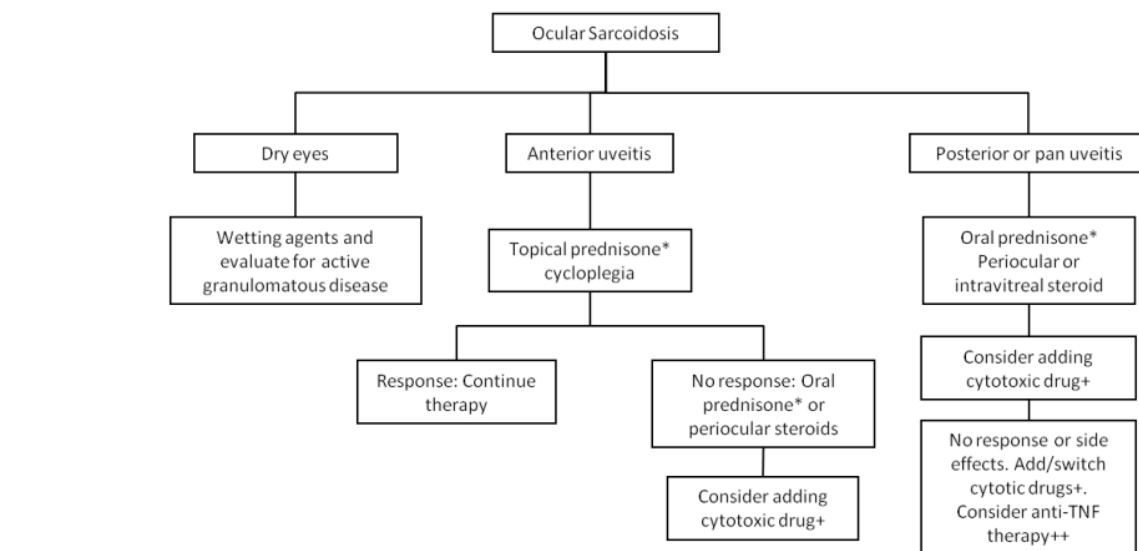 Ocular Sarcoidosis
Dry eyes
Anterior uveitis
Posterior or pan uveitis
Wetting agents and
evaluate for active
granulomatous disease
Topical prednisone*
cycloplegia
Oral prednisone*
Periocular or
intravitreal steroid
Response: Continue
therapy
No response: Oral
prednisone* or
periocular steroids
Consider adding
cytotoxic drug+
Consider adding
cytotoxic drug+
No response or side
effects. Add/switch
cytotic drugs+.
Consider anti-TNF
therapy++